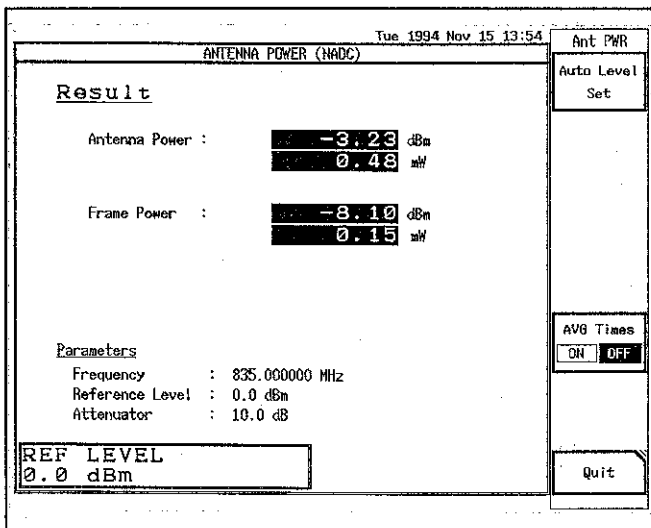 Tue 1994 Nov 15 13:54
ANTENNA POWER (NADC)
Result
Antenna Power : -3.23 dBm
0.48 mW
Frame Power : -8.10 dBm
0.15 mW
Parameters
Frequency : 835.000000 MHz
Reference Level : 0.0 dBm
Attenuator : 10.0 dB
REF LEVEL
0.0 dBm
Ant PWR
Auto Level
Set
AVG Times
ON OFF
Quit